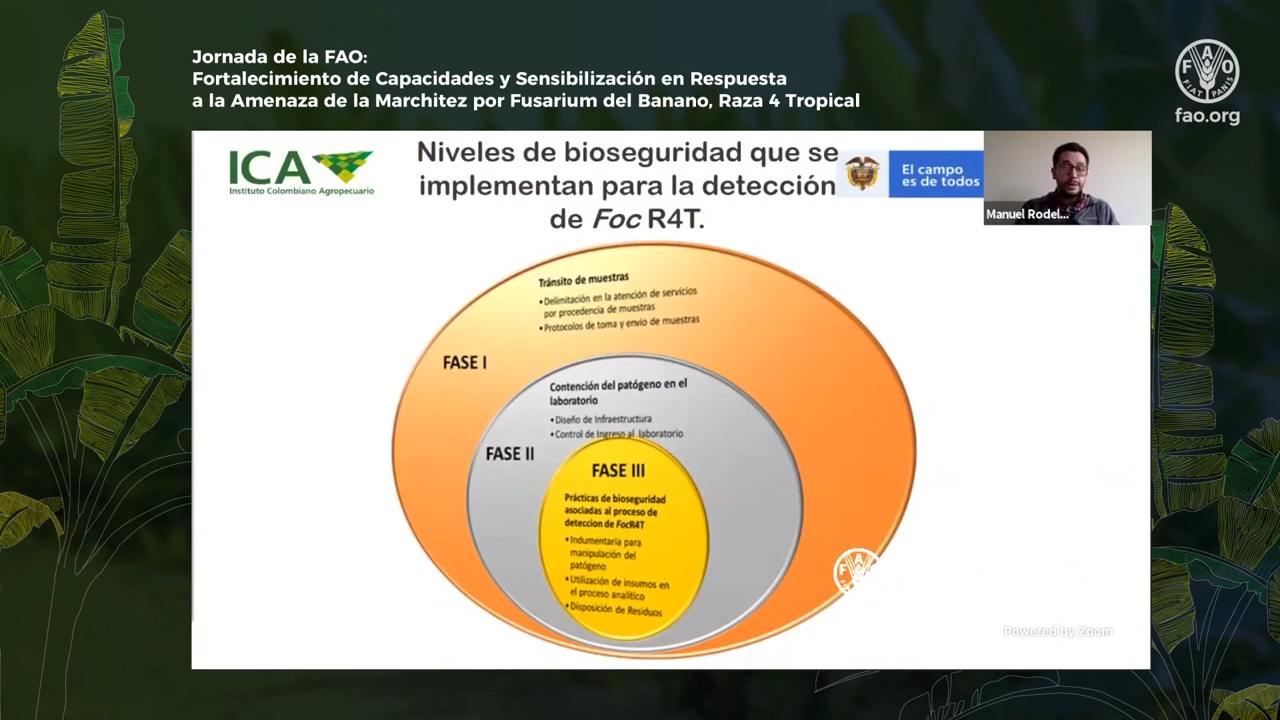 Jornada de la FAO:
Fortalecimiento de Capacidades y Sensibilización en Respuesta
a la Amenaza de la Marchitez por Fusarium del Banano, Raza 4 Tropical
FAO
FIAT PANIS
fao.org
ICA
Instituto Colombiano Agropecuario
Niveles de bioseguridad que se
implementan para la detección
de Foc R4T.
El campo
es de todos
Manuel Rodel...
Tránsito de muestras
•Delimitación en la atención de servicios
por procedencia de muestras
•Protocolos de toma y envio de muestras
FASE I
Contención del patógeno en el
laboratorio
•Diseño de Infraestructura
•Control de Ingreso al laboratorio
FASE II
FASE III
Prácticas de bioseguridad
asociadas al proceso de
deteccion de FocR4T
•Indumentaria para
manipulación del
patógeno
•Utilización de insumos en
el proceso analítico
•Disposición de Residuos
FA
Powered by Zoom